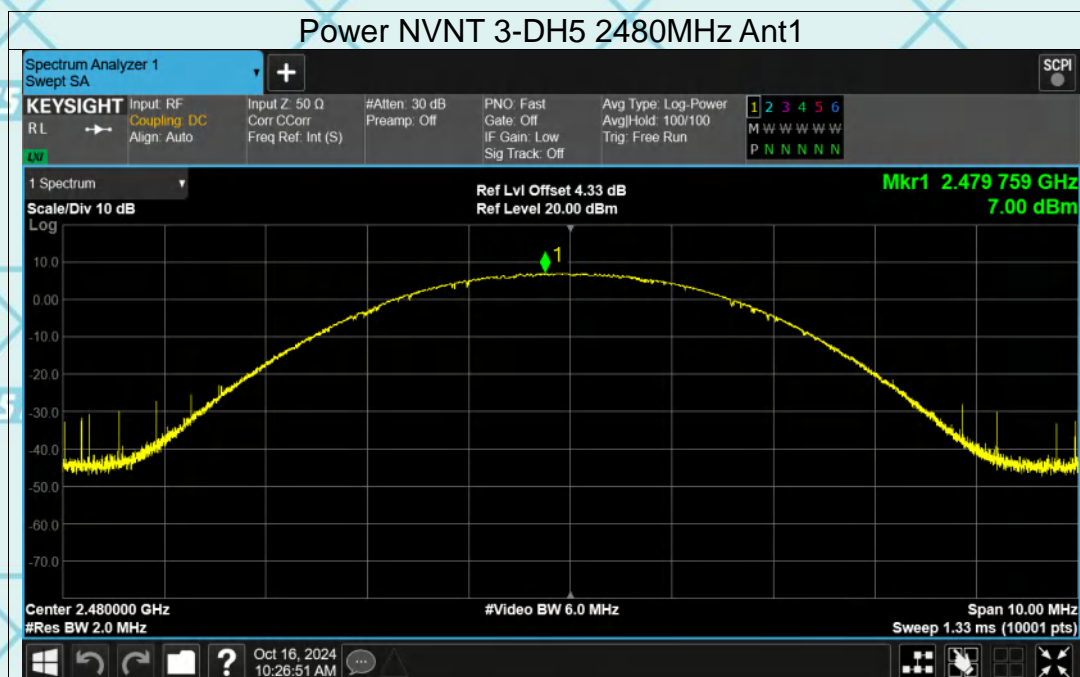 Power NVNT 3-DH5 2480MHz Ant1
Spectrum Analyzer 1
Swept SA
+
SCPI
KEYSIGHT
RL
LXI
Input: RF
Coupling: DC
Align: Auto
Input Z: 50 Ω
Corr CCorr
Freq Ref: Int (S)
#Atten: 30 dB
Preamp: Off
PNO: Fast
Gate: Off
IF Gain: Low
Sig Track: Off
Avg Type: Log-Power
Avg|Hold: 100/100
Trig: Free Run
1 2 3 4 5 6
M W W W W W
P N N N N N
1 Spectrum
Scale/Div 10 dB
Ref Lvl Offset 4.33 dB
Ref Level 20.00 dBm
Mkr1 2.479 759 GHz
7.00 dBm
Log
1
10.0
0.00
-10.0
-20.0
-30.0
-40.0
-50.0
-60.0
-70.0
Center 2.480000 GHz
#Res BW 2.0 MHz
#Video BW 6.0 MHz
Span 10.00 MHz
Sweep 1.33 ms (10001 pts)
?
Oct 16, 2024
10:26:51 AM